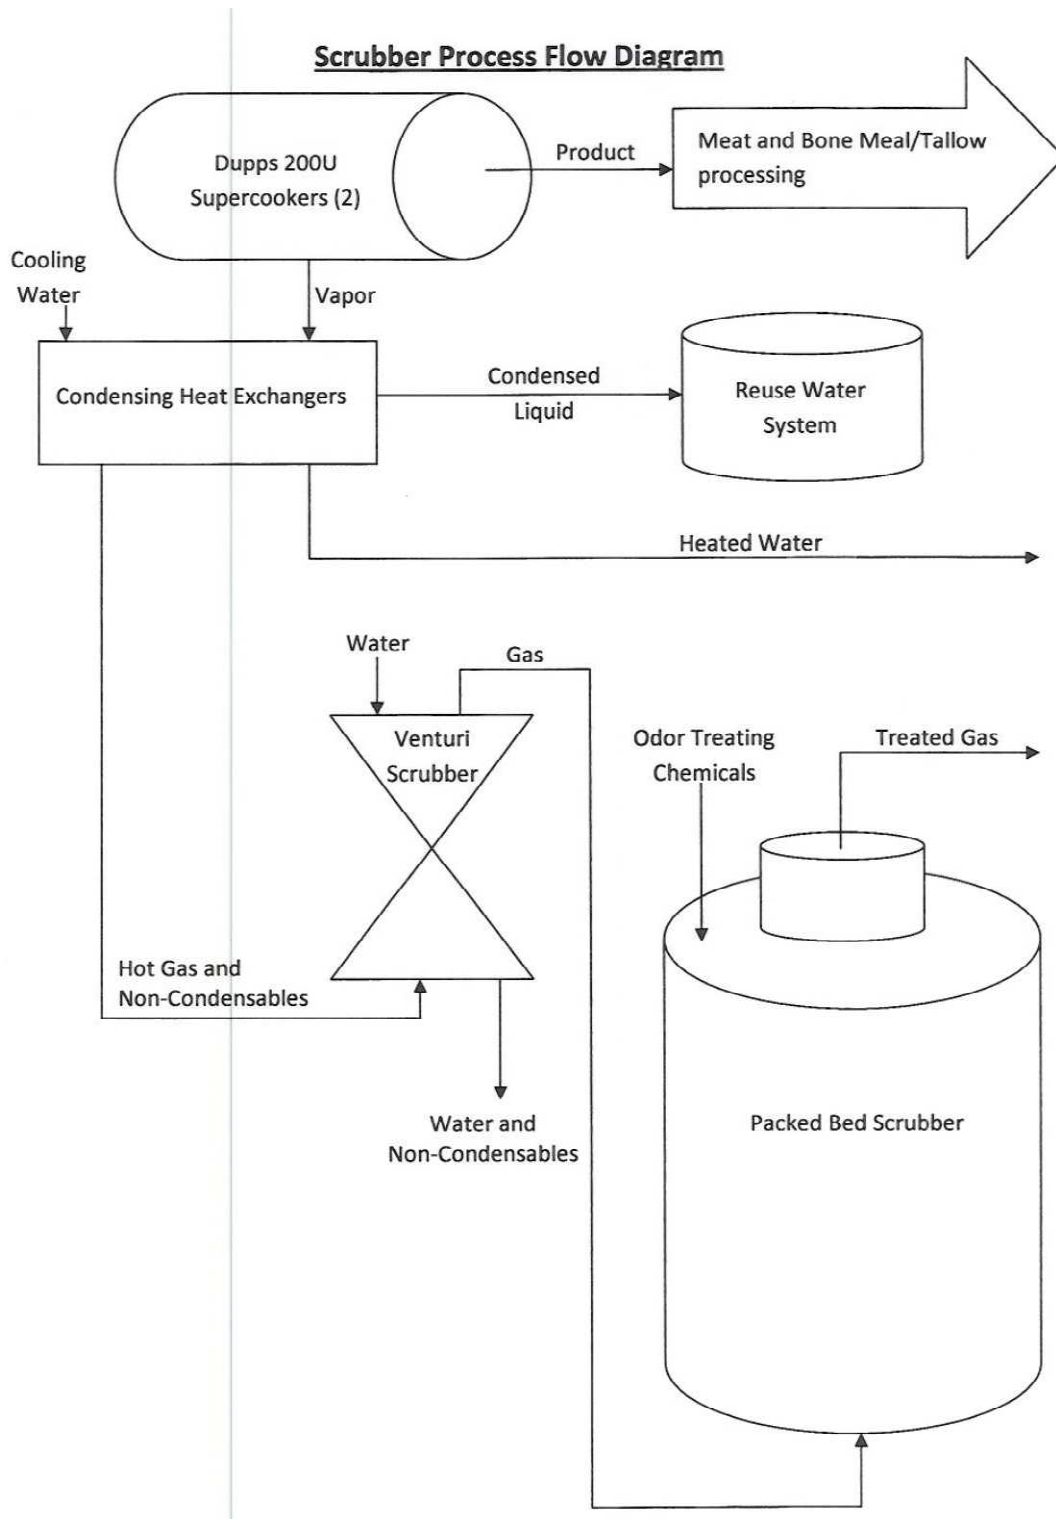 Scrubber Process Flow Diagram
Dupps 200U
Supercookers (2)
Product
Meat and Bone Meal/Tallow
processing
Cooling
Water
Vapor
Condensing Heat Exchangers
Condensed
Liquid
Reuse Water
System
Heated Water
Water
Gas
Venturi
Scrubber
Odor Treating
Chemicals
Treated Gas
Hot Gas and
Non-Condensables
Water and
Non-Condensables
Packed Bed Scrubber